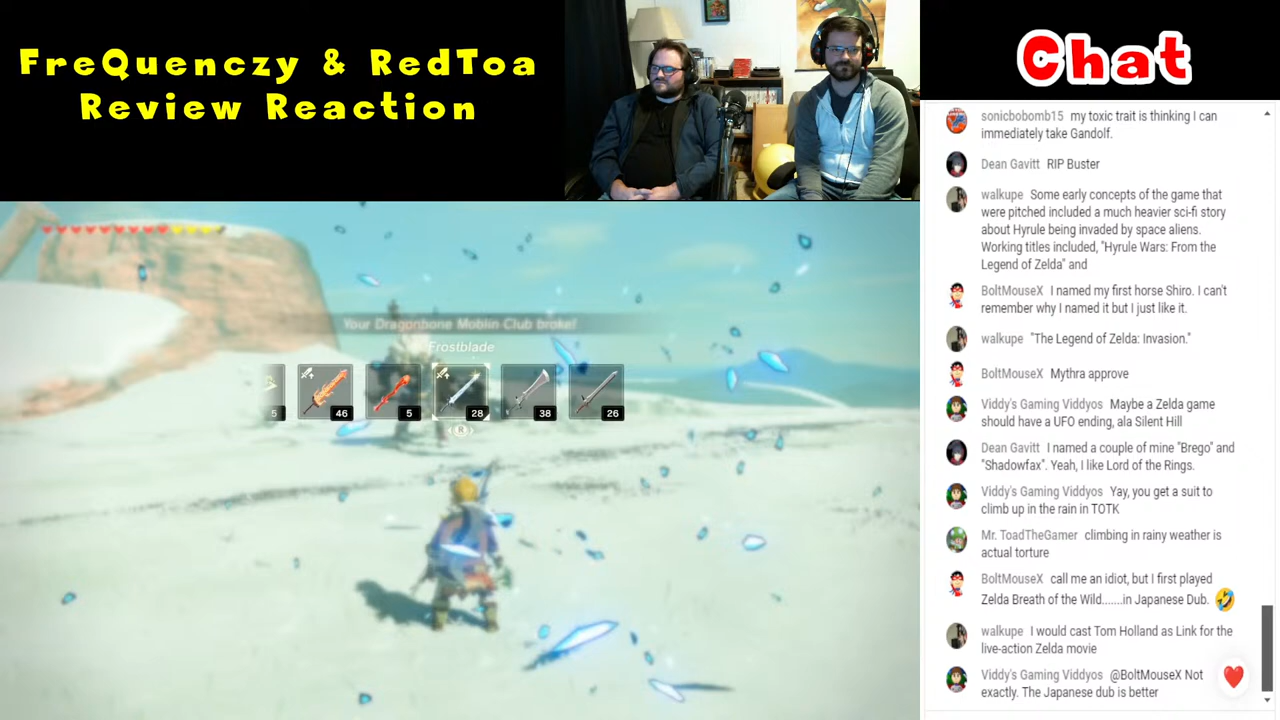 FreQuenczy & RedToa
Review Reaction
Chat
sonicbobomb15 my toxic trait is thinking I can
immediately take Gandolf.
Dean Gavitt RIP Buster
walkupe Some early concepts of the game that
were pitched included a much heavier sci-fi story
about Hyrule being invaded by space aliens.
Working titles included, "Hyrule Wars: From the
Legend of Zelda" and
BoltMouseX I named my first horse Shiro. I can't
remember why I named it but I just like it.
walkupe "The Legend of Zelda: Invasion."
BoltMouseX Mythra approve
Viddy's Gaming Viddyos Maybe a Zelda game
should have a UFO ending, ala Silent Hill
Dean Gavitt I named a couple of mine "Brego" and
"Shadowfax". Yeah, I like Lord of the Rings.
Viddy's Gaming Viddyos Yay, you get a suit to
climb up in the rain in TOTK
Mr. ToadTheGamer climbing in rainy weather is
actual torture
BoltMouseX call me an idiot, but I first played
Zelda Breath of the Wild.......in Japanese Dub. 🤣
walkupe I would cast Tom Holland as Link for the
live-action Zelda movie
Viddy's Gaming Viddyos @BoltMouseX Not
exactly. The Japanese dub is better
Your Dragonbone Moblin Club broke!
Frostblade
5 46 5 28 38 26
R